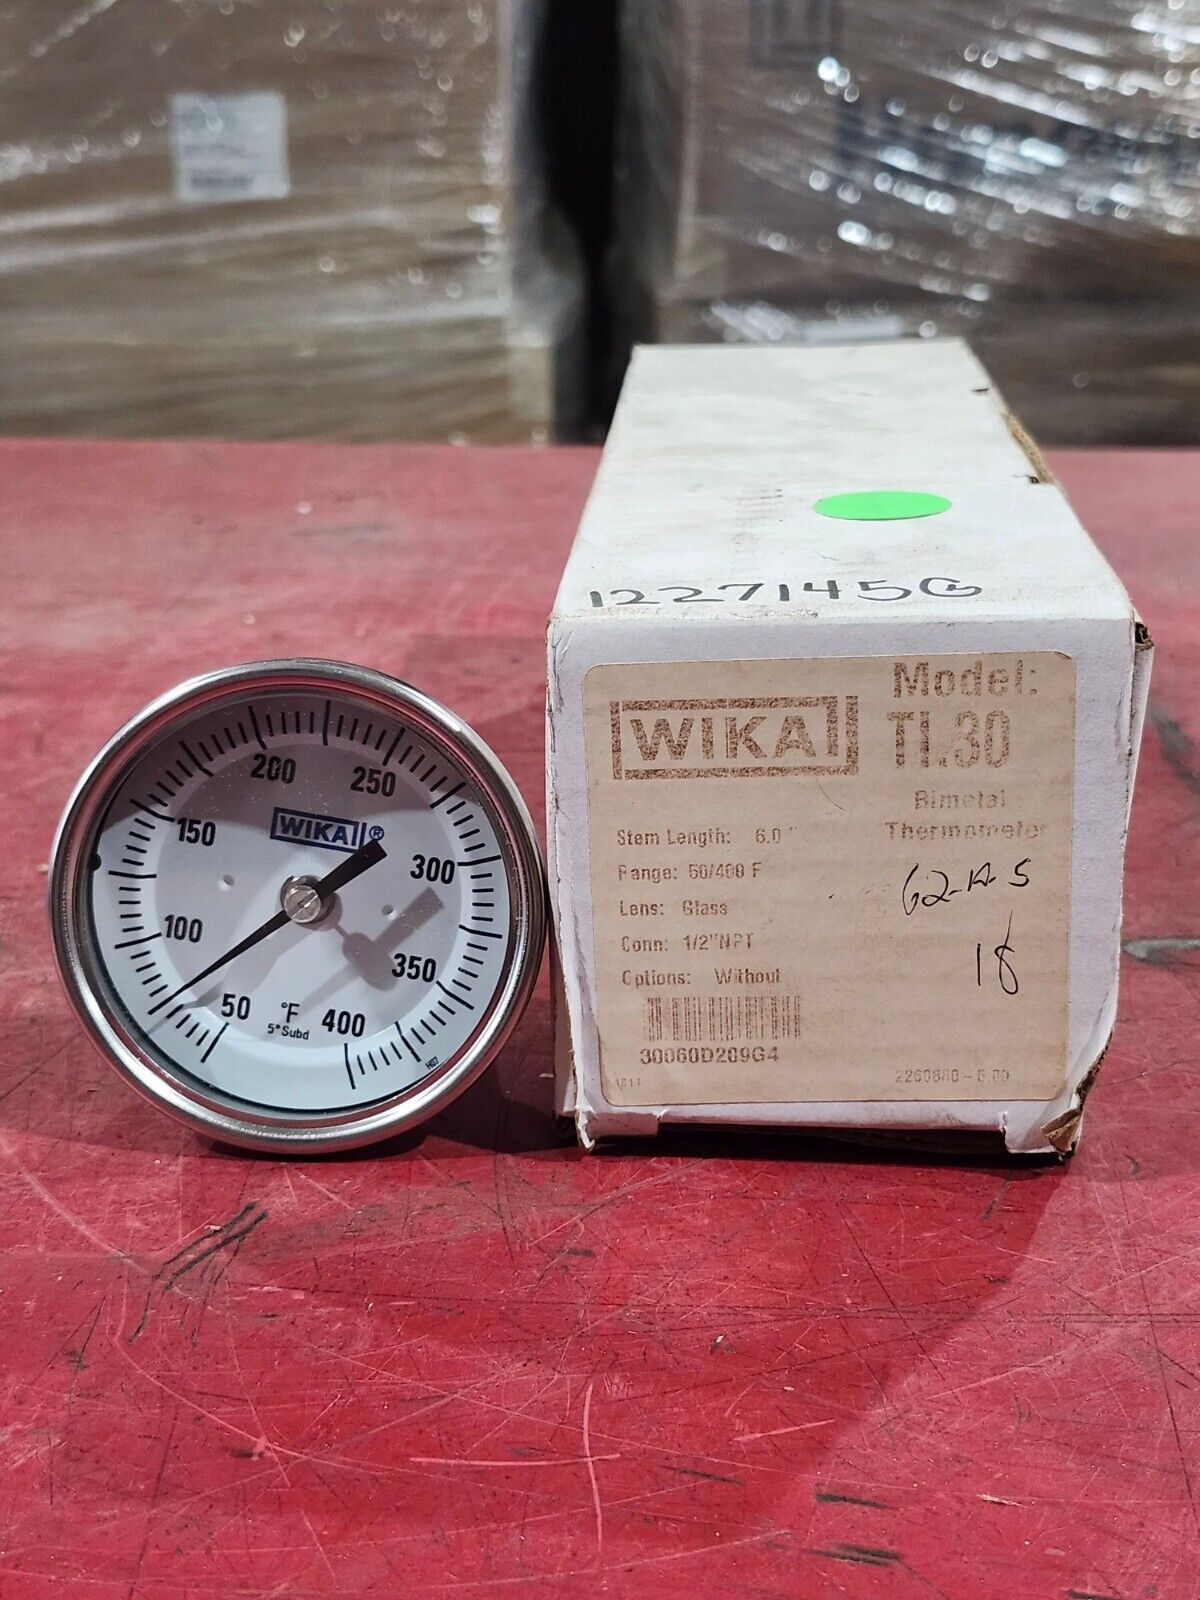 200
250
150
WIKA ®
300
100
350
50
°F
400
5° Subd
H07
12271456
Model:
WIKA
TI.30
Bimetal
Thermometer
Stem Length: 6.0"
Range: 50/400 F
Lens: Glass
62-A-5
Conn: 1/2"NPT
18
Options: Without
30060D209G4